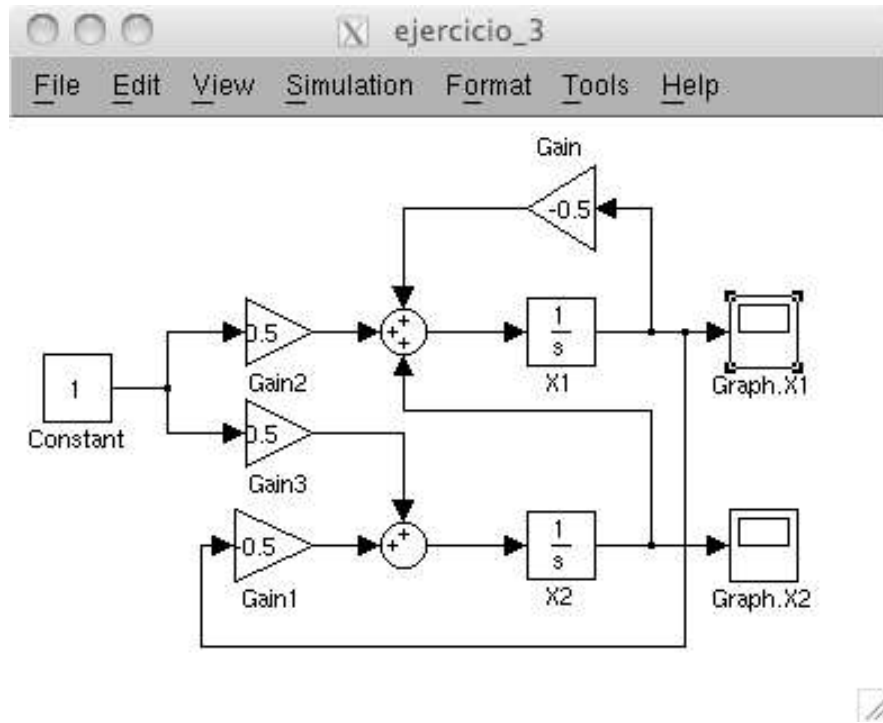 X ejercicio_3
File Edit View Simulation Format Tools Help
Gain
-0.5
0.5
1
s
Gain2
X1
Graph.X1
1
Constant
0.5
Gain3
-0.5
1
s
Gain1
X2
Graph.X2